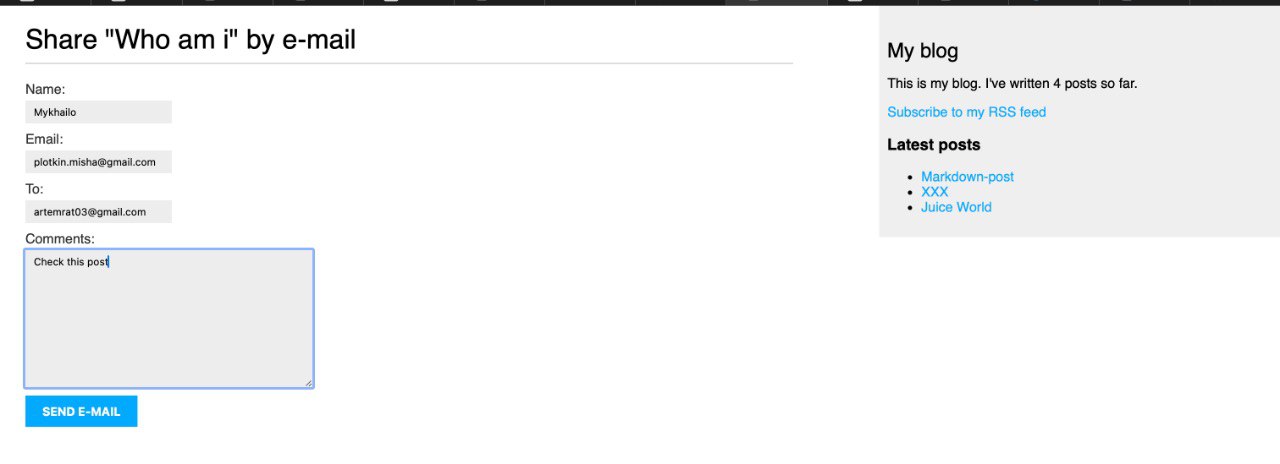 Share "Who am i" by e-mail
Name:
Mykhailo
Email:
plotkin.misha@gmail.com
To:
artemrat03@gmail.com
Comments:
Check this post
SEND E-MAIL
My blog
This is my blog. I've written 4 posts so far.
Subscribe to my RSS feed
Latest posts
Markdown-post
XXX
Juice World